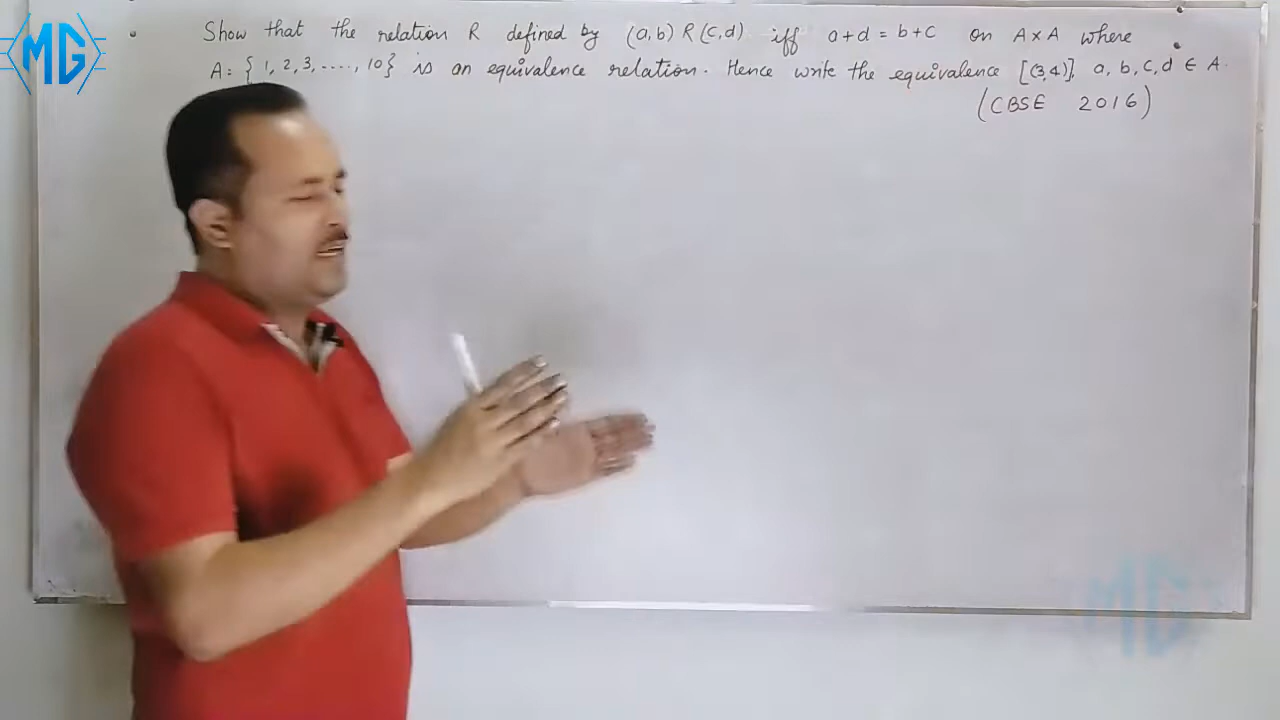 MG
Show that the relation R defined by (a,b) R (c,d) iff a+d = b+c on A×A where
A = { 1, 2, 3, ...., 10} is an equivalence relation. Hence write the equivalence [(3,4)], a, b, c, d ∈ A.
(CBSE 2016)